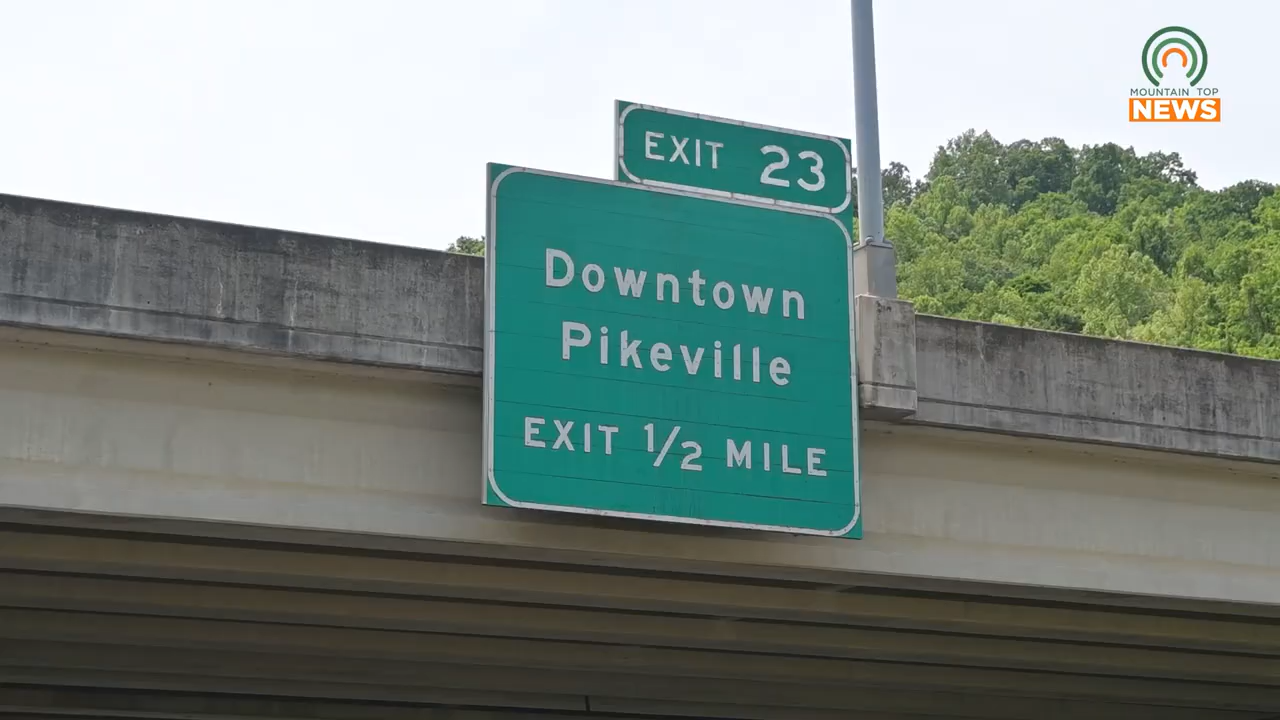 MOUNTAIN TOP
NEWS
EXIT 23
Downtown
Pikeville
EXIT 1/2 MILE